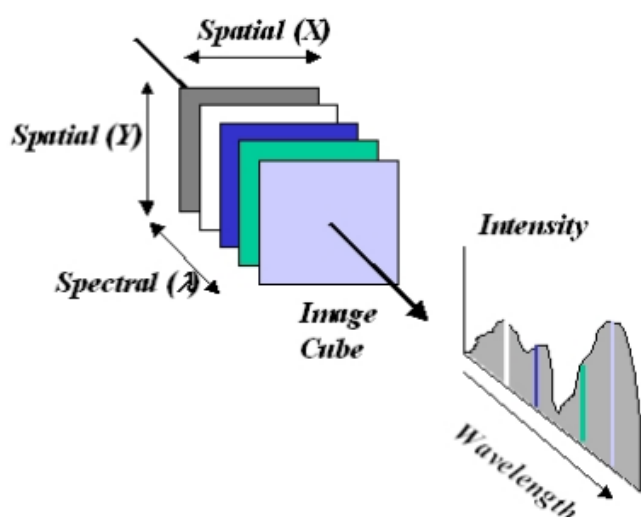 Spatial (X)
Spatial (Y)
Spectral (λ)
Image
Cube
Intensity
Wavelength